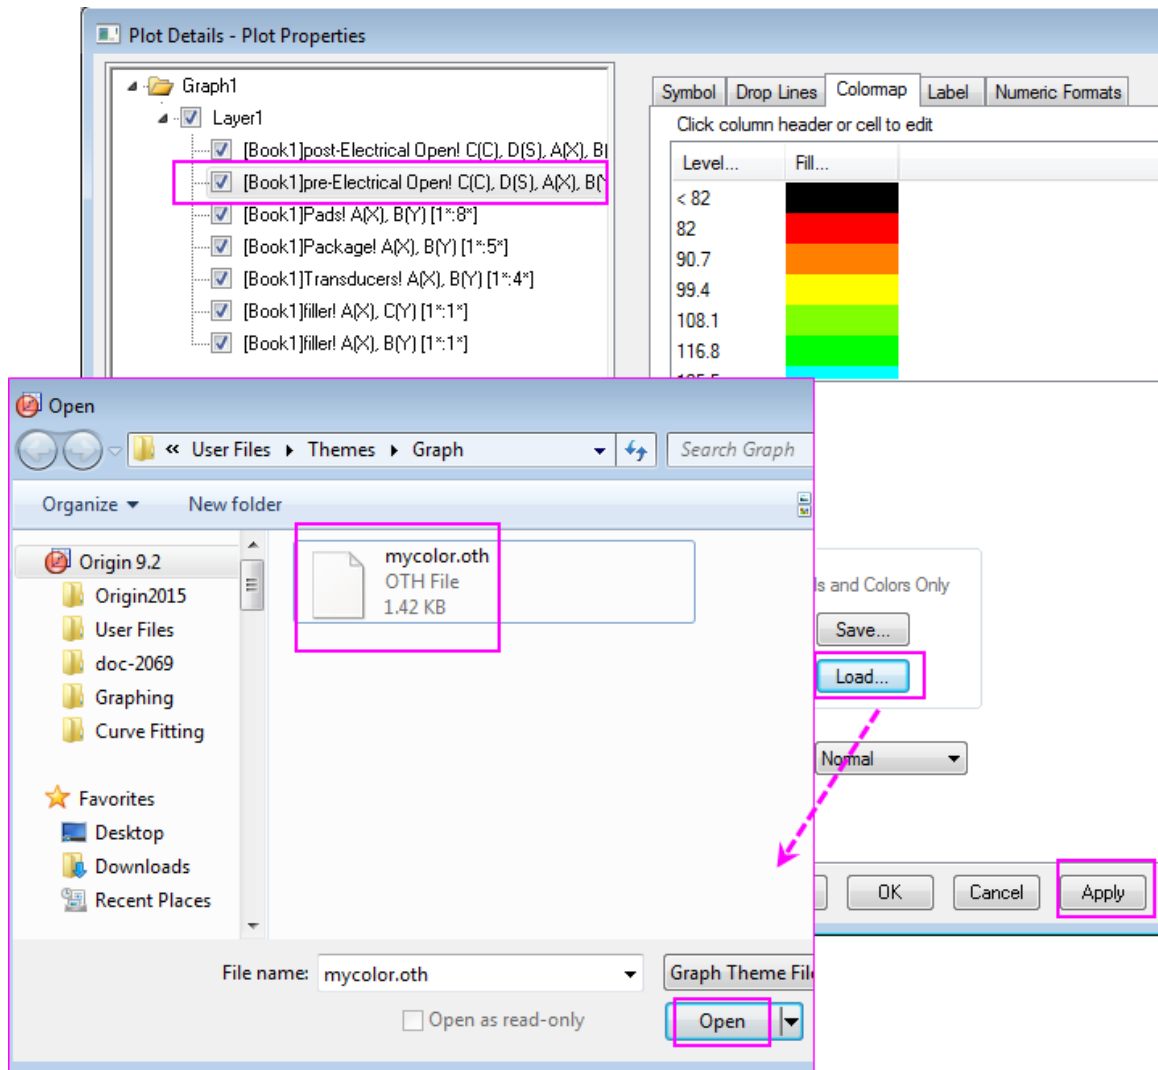 Plot Details - Plot Properties
Graph1
Layer1
[Book1]post-Electrical Open! C(C), D(S), A(X), B(
[Book1]pre-Electrical Open! C(C), D(S), A(X), B(Y
[Book1]Pads! A(X), B(Y) [1*:8*]
[Book1]Package! A(X), B(Y) [1*:5*]
[Book1]Transducers! A(X), B(Y) [1*:4*]
[Book1]filler! A(X), C(Y) [1*:1*]
[Book1]filler! A(X), B(Y) [1*:1*]
Symbol Drop Lines Colomap Label Numeric Formats
Click column header or cell to edit
Level... Fill...
< 82
82
90.7
99.4
108.1
116.8
Open
« User Files Themes Graph
Search Graph
Organize New folder
Origin 9.2
Origin2015
User Files
doc-2069
Graphing
Curve Fitting
Favorites
Desktop
Downloads
Recent Places
mycolor.oth
OTH File
1.42 KB
ls and Colors Only
Save...
Load...
Normal
OK Cancel Apply
File name: mycolor.oth
Graph Theme Fil
Open as read-only
Open